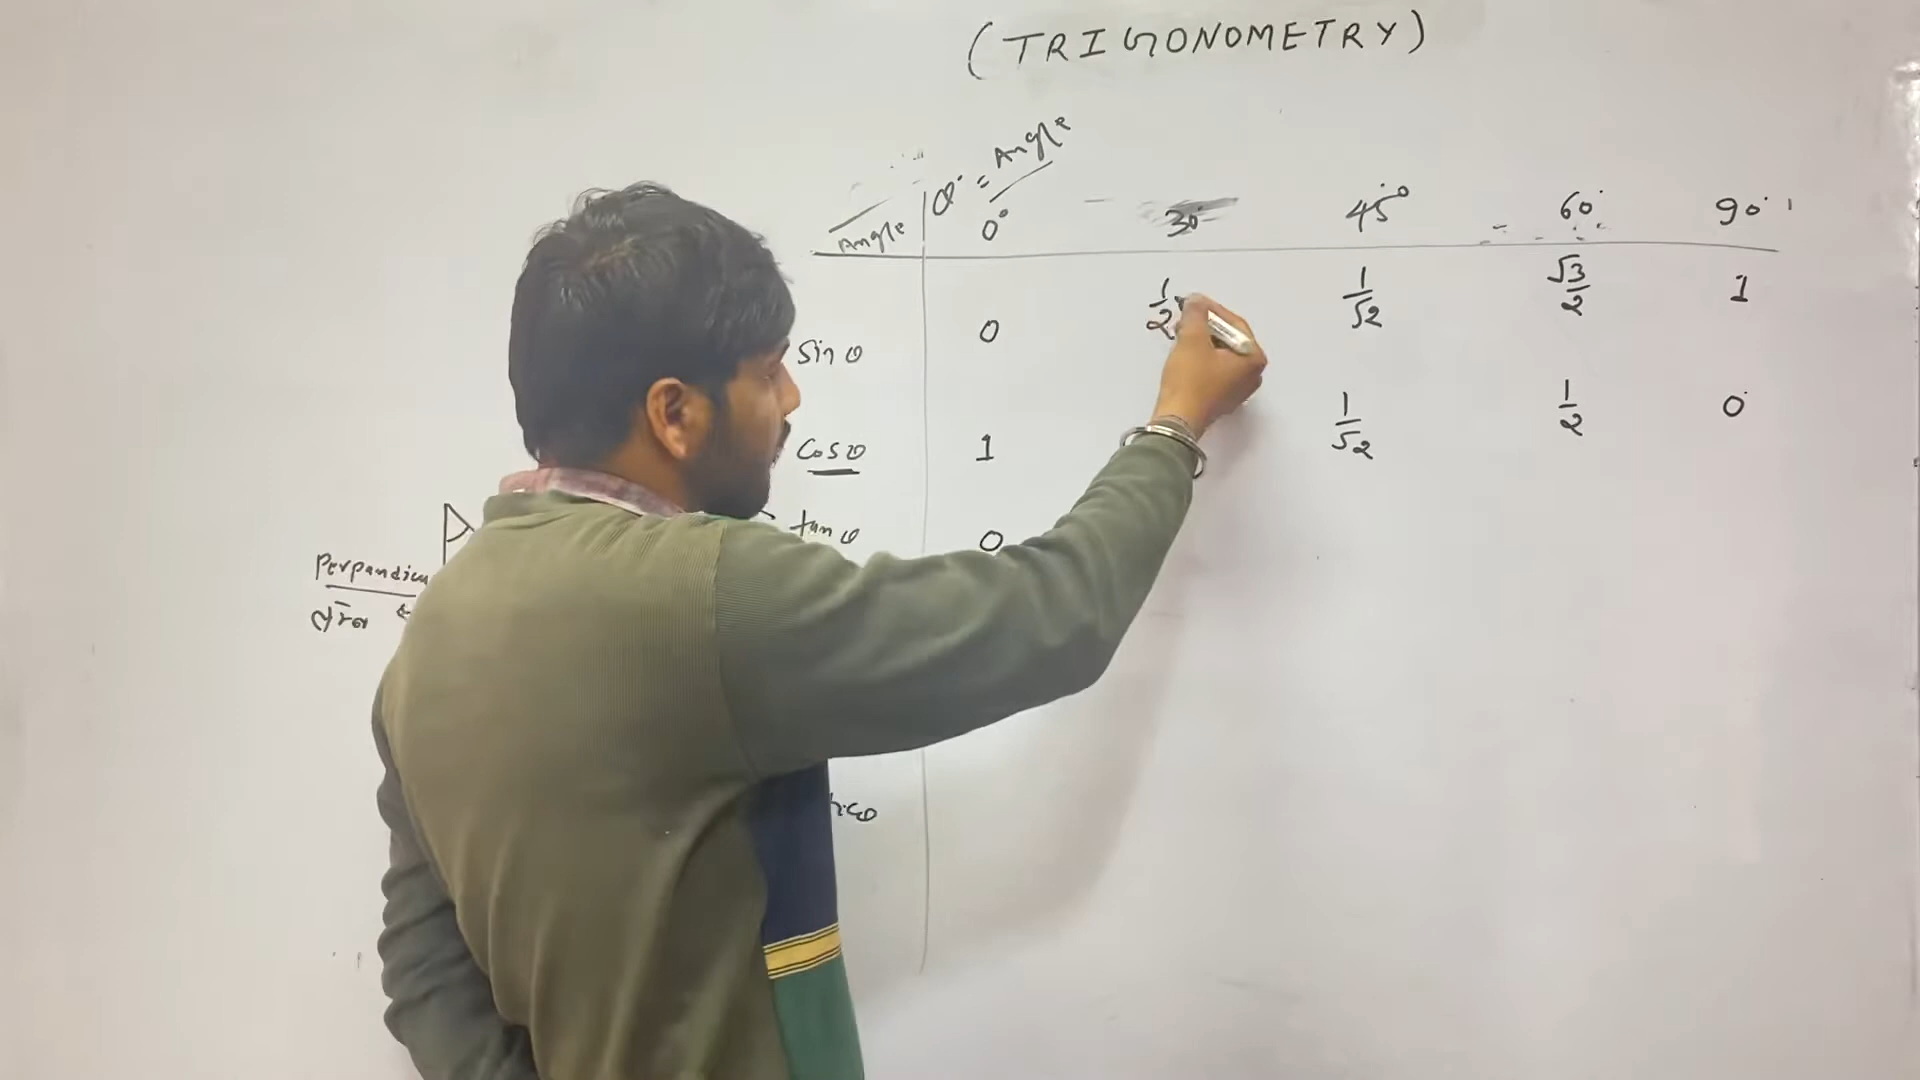 (TRIGONOMETRY)
θ° = Angle
Angle 0° 30° 45° 60° 90°
Sin θ 0 1/2 1/√2 √3/2 1
Cos θ 1 1/√2 1/2 0
tan θ 0
Perpendicu